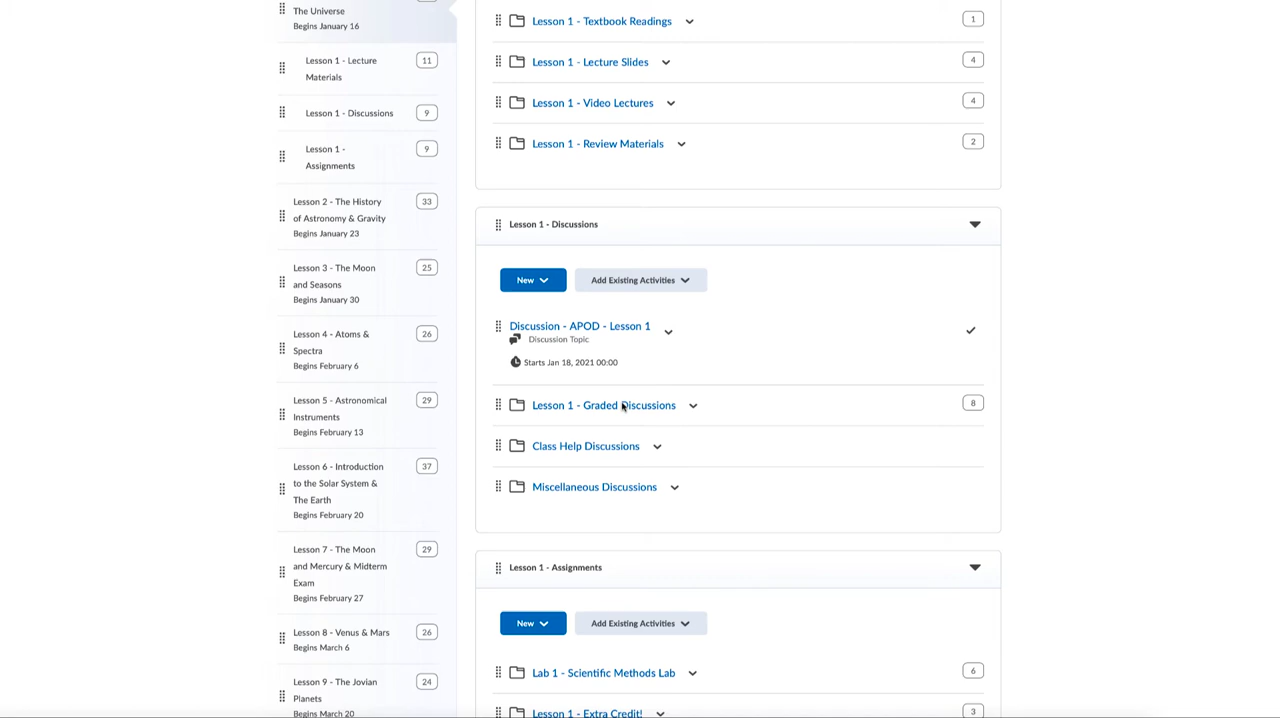 The Universe
Begins January 16
Lesson 1 - Lecture
Materials
11
Lesson 1 - Discussions
9
Lesson 1 -
Assignments
9
Lesson 2 - The History
of Astronomy & Gravity
Begins January 23
33
Lesson 3 - The Moon
and Seasons
Begins January 30
25
Lesson 4 - Atoms &
Spectra
Begins February 6
26
Lesson 5 - Astronomical
Instruments
Begins February 13
29
Lesson 6 - Introduction
to the Solar System &
The Earth
Begins February 20
37
Lesson 7 - The Moon
and Mercury & Midterm
Exam
Begins February 27
29
Lesson 8 - Venus & Mars
Begins March 6
26
Lesson 9 - The Jovian
Planets
Begins March 20
24
Lesson 1 - Textbook Readings
1
Lesson 1 - Lecture Slides
4
Lesson 1 - Video Lectures
4
Lesson 1 - Review Materials
2
Lesson 1 - Discussions
New
Add Existing Activities
Discussion - APOD - Lesson 1
Discussion Topic
Starts Jan 18, 2021 00:00
Lesson 1 - Graded Discussions
8
Class Help Discussions
Miscellaneous Discussions
Lesson 1 - Assignments
New
Add Existing Activities
Lab 1 - Scientific Methods Lab
6
Lesson 1 - Extra Credit!
3